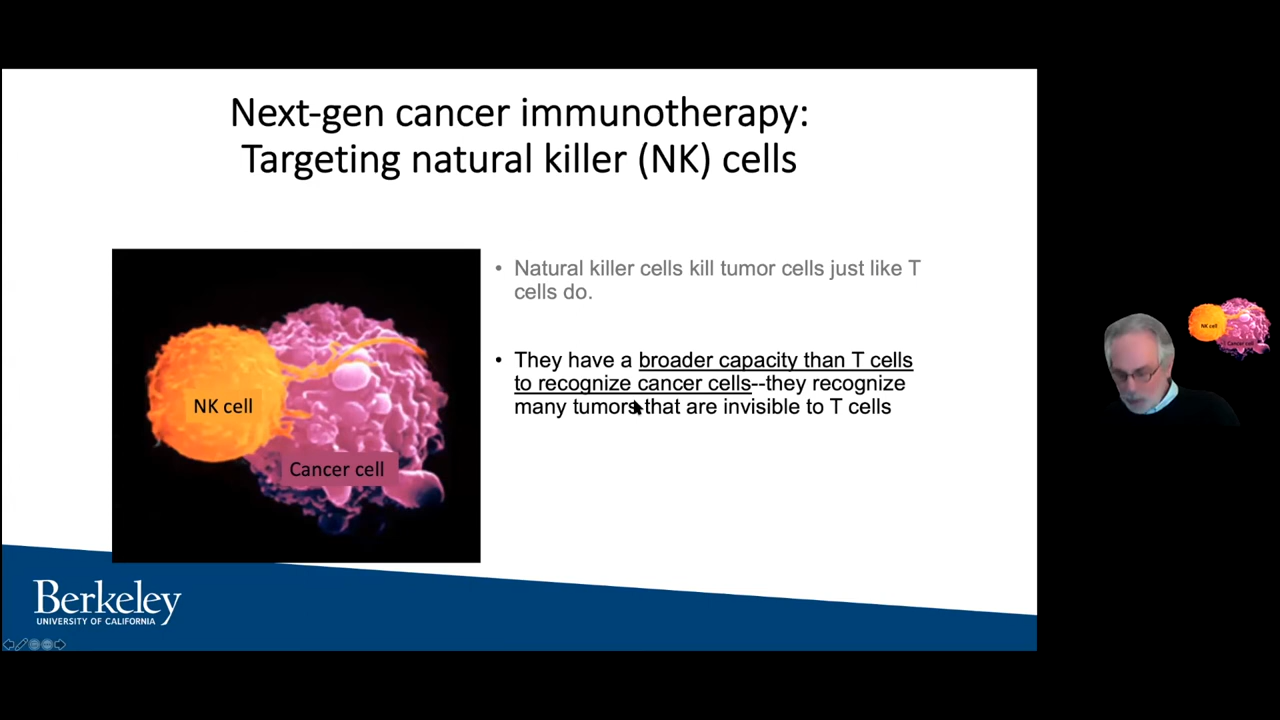 Next-gen cancer immunotherapy:
Targeting natural killer (NK) cells
• Natural killer cells kill tumor cells just like T
cells do.
• They have a broader capacity than T cells
to recognize cancer cells--they recognize
many tumors that are invisible to T cells
NK cell
Cancer cell
Berkeley
UNIVERSITY OF CALIFORNIA
NK cell
Cancer cell